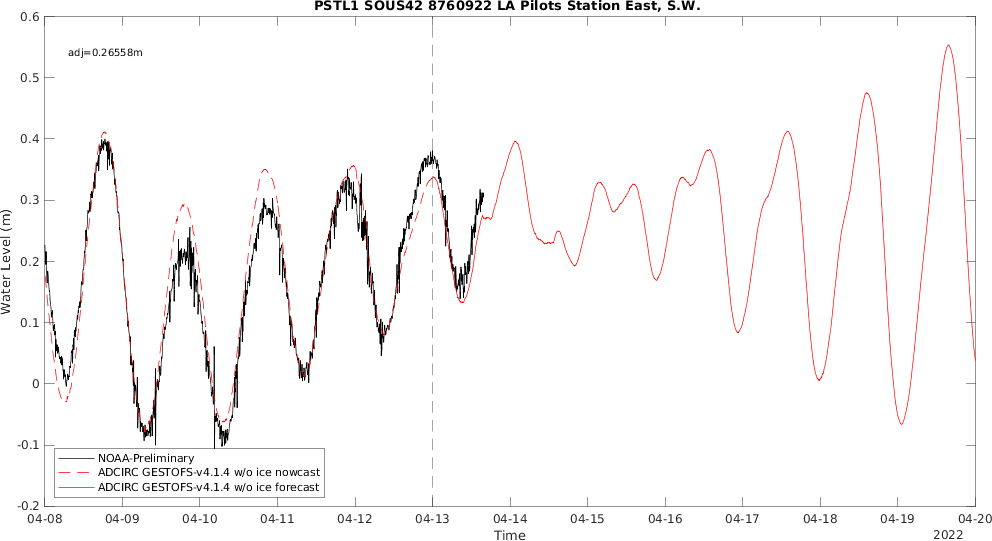 PSTL1 SOUS42 8760922 LA Pilots Station East, S.W.
adj=0.26558m
0.6
0.5
0.4
0.3
0.2
0.1
0
-0.1
-0.2
Water Level (m)
NOAA-Preliminary
ADCIRC GESTOFS-v4.1.4 w/o ice nowcast
ADCIRC GESTOFS-v4.1.4 w/o ice forecast
04-08 04-09 04-10 04-11 04-12 04-13 04-14 04-15 04-16 04-17 04-18 04-19 04-20
Time
2022